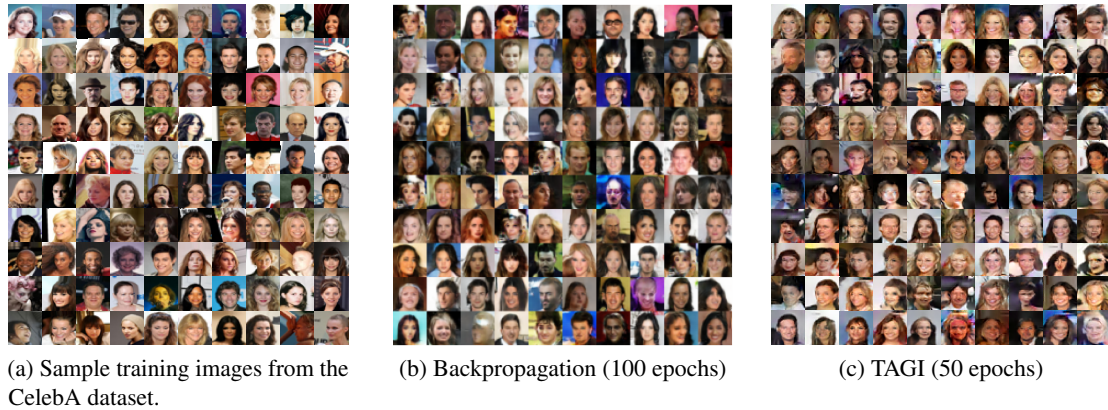 (a) Sample training images from the
CelebA dataset.
(b) Backpropagation (100 epochs)
(c) TAGI (50 epochs)